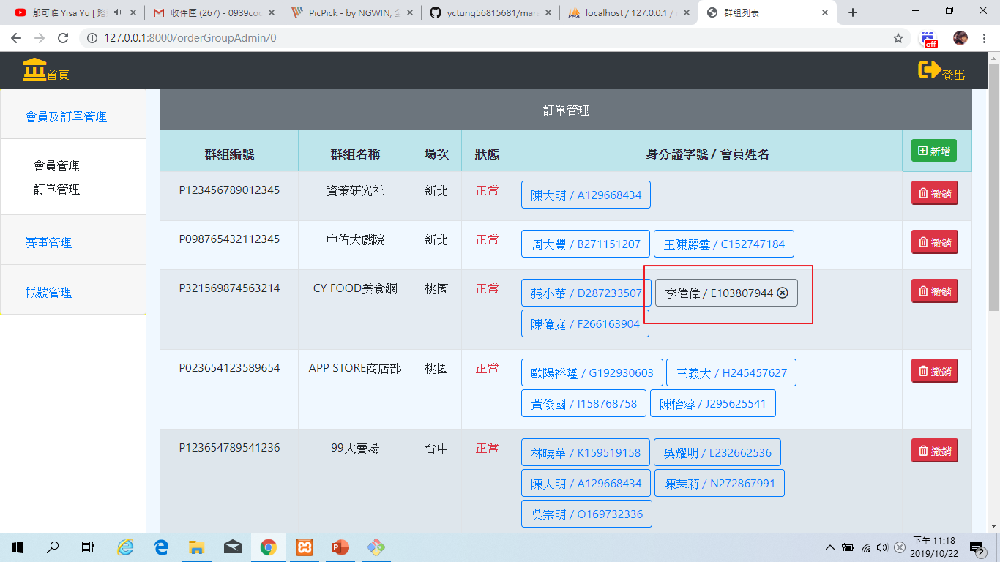 郁可唯 Yisa Yu [ 路
收件匣 (267) - 0939co
PicPick - by NGWIN, 全
yctung56815681/mar
localhost / 127.0.0.1 /
群組列表
127.0.0.1:8000/orderGroupAdmin/0
off
首頁
登出
會員及訂單管理
會員管理
訂單管理
賽事管理
帳號管理
訂單管理
群組編號 群組名稱 場次 狀態 身分證字號 / 會員姓名 新增
P123456789012345 資策研究社 新北 正常 陳大明 / A129668434 撤銷
P098765432112345 中佑大戲院 新北 正常 周大豐 / B271151207 王陳麗雲 / C152747184 撤銷
P321569874563214 CY FOOD美食網 桃園 正常 張小華 / D287233507 李偉偉 / E103807944 撤銷
陳偉庭 / F266163904
P023654123589654 APP STORE商店部 桃園 正常 歐陽裕隆 / G192930603 王義大 / H245457627 撤銷
黃俊國 / I158768758 陳怡蓉 / J295625541
P123654789541236 99大賣場 台中 正常 林曉華 / K159519158 吳耀明 / L232662536 撤銷
陳大明 / A129668434 陳茉莉 / N272867991
吳宗明 / O169732336
下午 11:18
2019/10/22
2